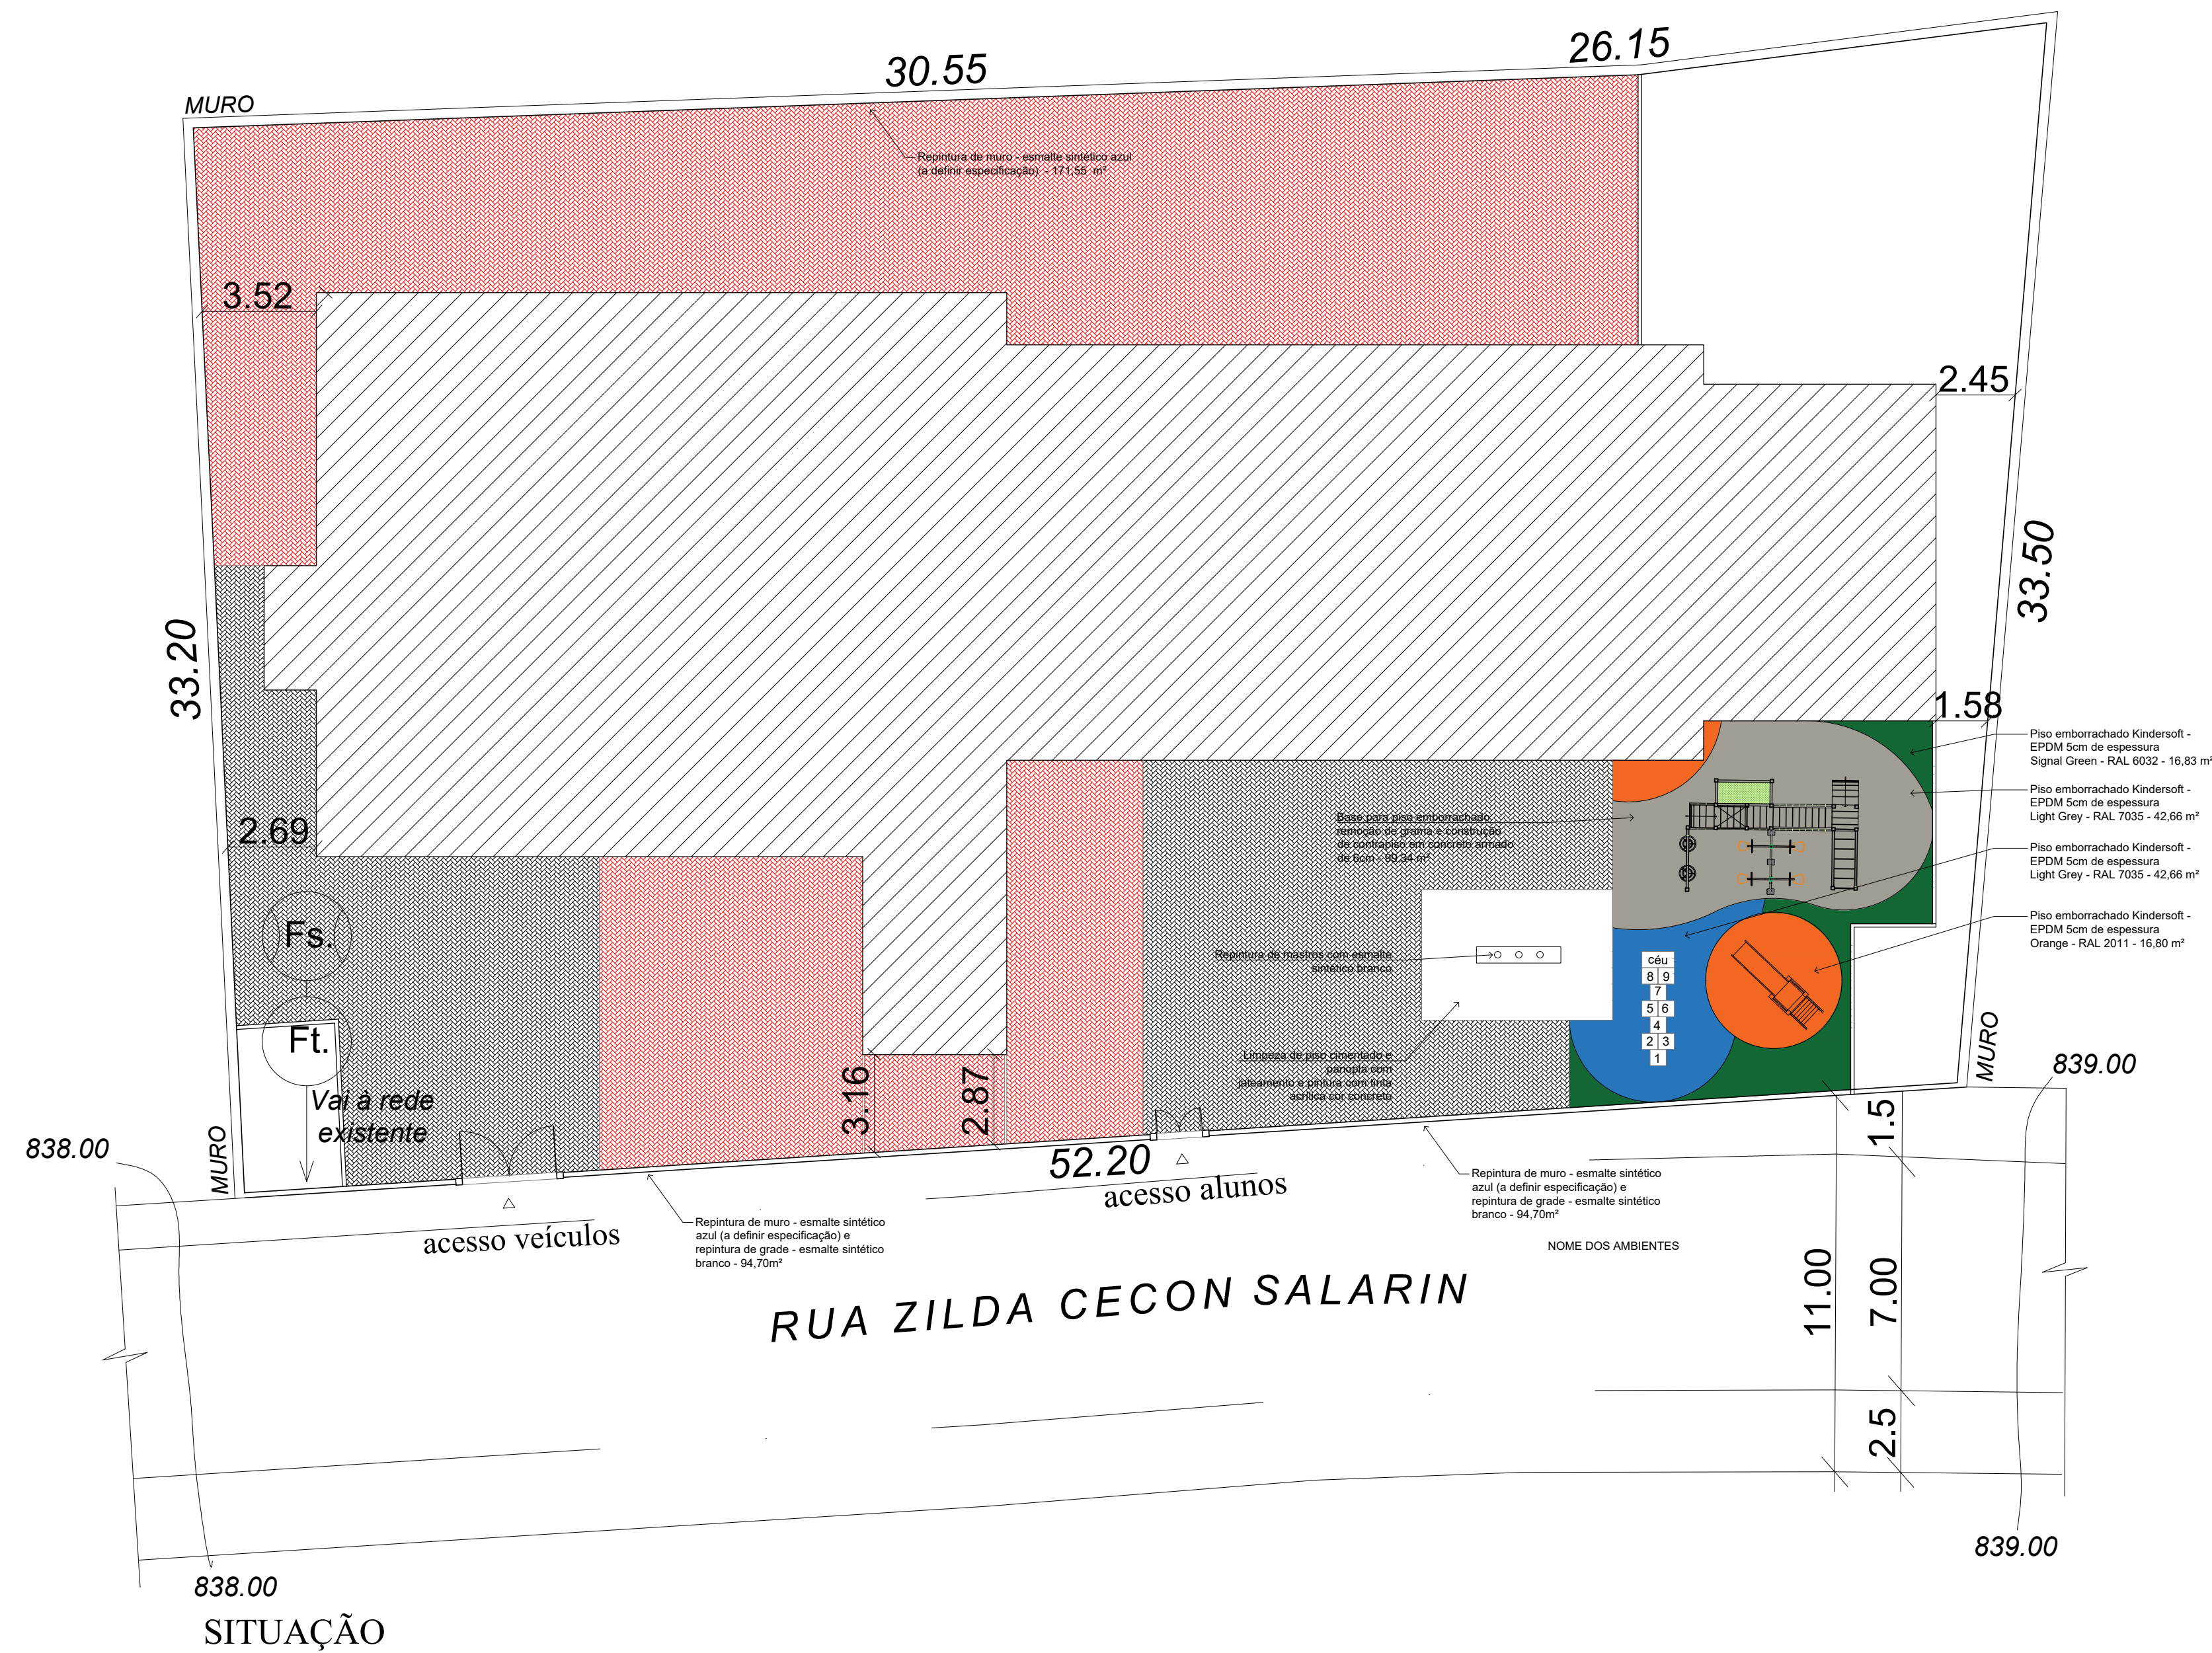 26.15
30.55
MURO
Repintura de muro - esmalte sintético azul
(a definir especificação) - 171,55 m²
3.52
2.45
33.50
33.20
1.58
Piso emborrachado Kindersoft -
EPDM 5cm de espessura
Signal Green - RAL 6032 - 16,83 m²
Piso emborrachado Kindersoft -
EPDM 5cm de espessura
Light Grey - RAL 7035 - 42,66 m²
Piso emborrachado Kindersoft -
EPDM 5cm de espessura
Light Grey - RAL 7035 - 42,66 m²
Piso emborrachado Kindersoft -
EPDM 5cm de espessura
Orange - RAL 2011 - 16,80 m²
2.69
Base para piso emborrachado,
remoção de grama e construção
de contrapiso em concreto armado
de 6cm - 99,34 m²
Fs.
Repintura de mastros com esmalte
sintético branco
céu
8 9
7
5 6
4
2 3
1
Ft.
Vai à rede
existente
3.16
2.87
Limpeza de piso cimentado e
panopla com
jateamento e pintura com tinta
acrílica cor concreto
MURO
839.00
838.00
MURO
1.5
52.20
acesso alunos
Repintura de muro - esmalte sintético
azul (a definir especificação) e
repintura de grade - esmalte sintético
branco - 94,70m²
acesso veículos
Repintura de muro - esmalte sintético
azul (a definir especificação) e
repintura de grade - esmalte sintético
branco - 94,70m²
NOME DOS AMBIENTES
RUA ZILDA CECON SALARIN
11.00
7.00
2.5
839.00
838.00
SITUAÇÃO